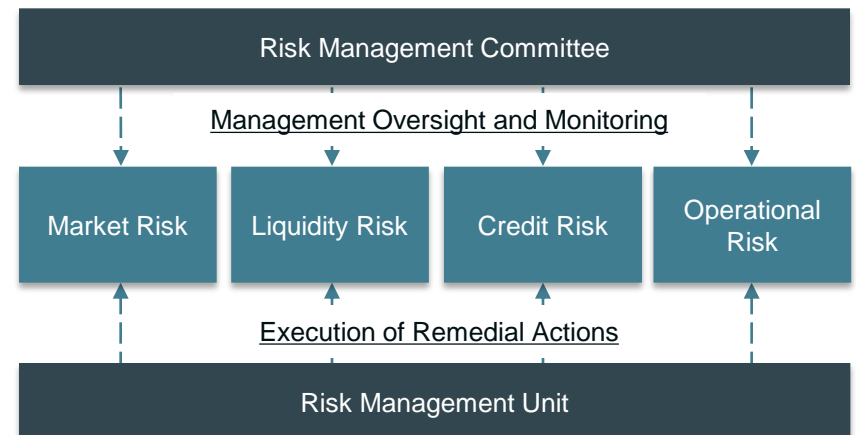 Risk Management Committee
Management Oversight and Monitoring
Market Risk
Liquidity Risk
Credit Risk
Operational
Risk
Execution of Remedial Actions
Risk Management Unit